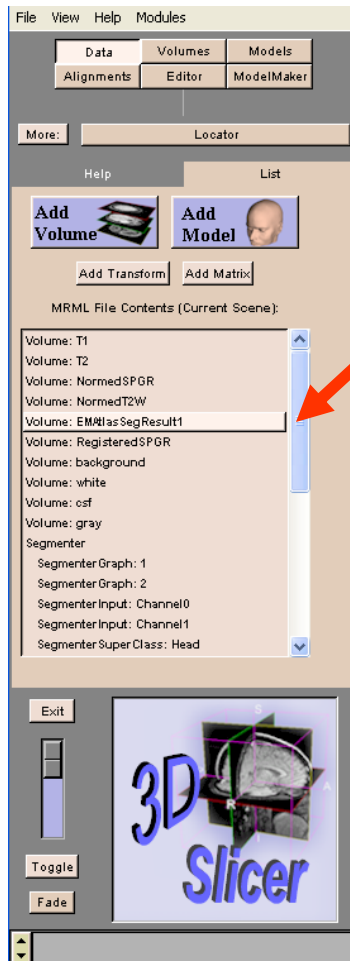 File View Help Modules
Data Volumes Models
Alignments Editor ModelMaker
More: Locator
Help List
Add Volume Add Model
Add Transform Add Matrix
MRML File Contents (Current Scene):
Volume: T1
Volume: T2
Volume: NormedSPGR
Volume: NormedT2W
Volume: EMAtlasSegResult1
Volume: RegisteredSPGR
Volume: background
Volume: white
Volume: csf
Volume: gray
Segmenter
SegmenterGraph: 1
SegmenterGraph: 2
SegmenterInput: Channel0
SegmenterInput: Channel1
SegmenterSuperClass: Head
Exit
Toggle
Fade
S
A
R
I
3D
Slicer